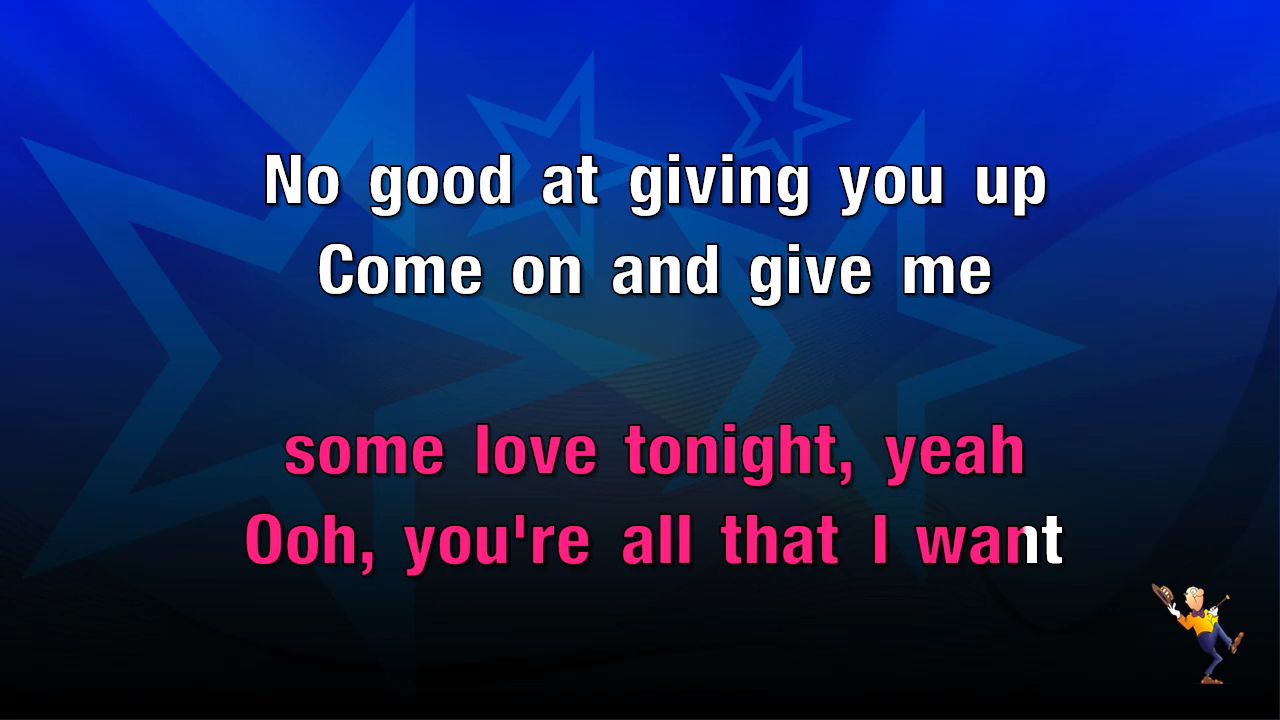 No good at giving you up
Come on and give me
some love tonight, yeah
Ooh, you're all that I want